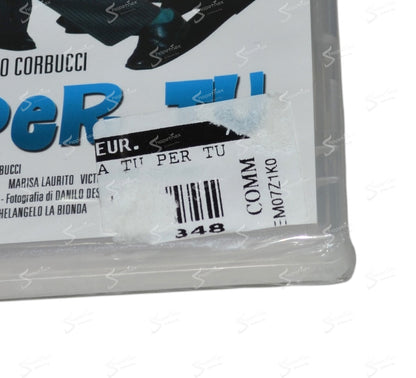 O CORBUCCI
PER TU
EUR.
A TU PER TU
BUCCI
MARISA LAURITO VICT
- Fotografia di DANILO DES
HELANGELO LA BIONDA
348
COMM
EM07Z1K0